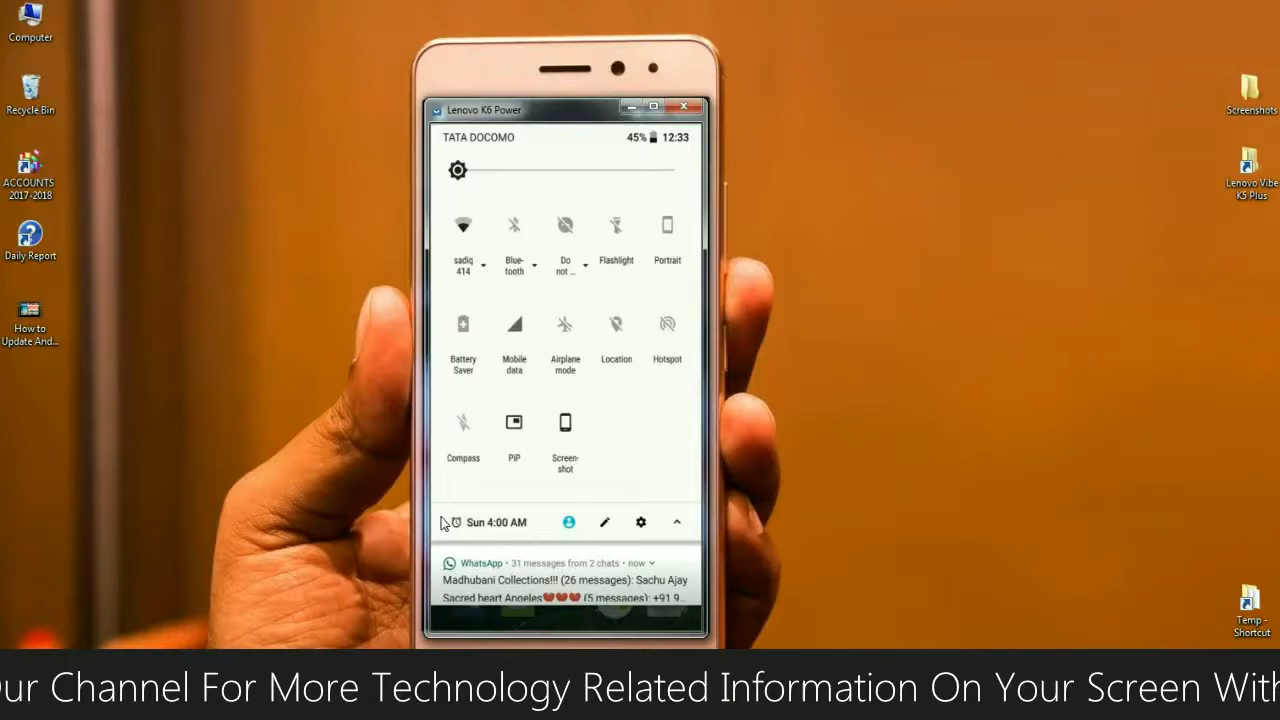 Computer
Recycle Bin
ACCOUNTS
2017-2018
Daily Report
How to
Update And...
Lenovo K6 Power
TATA DOCOMO 45% 12:33
sadiq
414
Blue-
tooth
Do
not ...
Flashlight
Portrait
Battery
Saver
Mobile
data
Airplane
mode
Location
Hotspot
Compass
PiP
Screen-
shot
Sun 4:00 AM
WhatsApp • 31 messages from 2 chats • now
Madhubani Collections!!! (26 messages): Sachu Ajay
Sacred heart Angeles💔💔💔 (5 messages): +91 9...
Screenshots
Lenovo Vibe
K5 Plus
Temp -
Shortcut
ur Channel For More Technology Related Information On Your Screen With